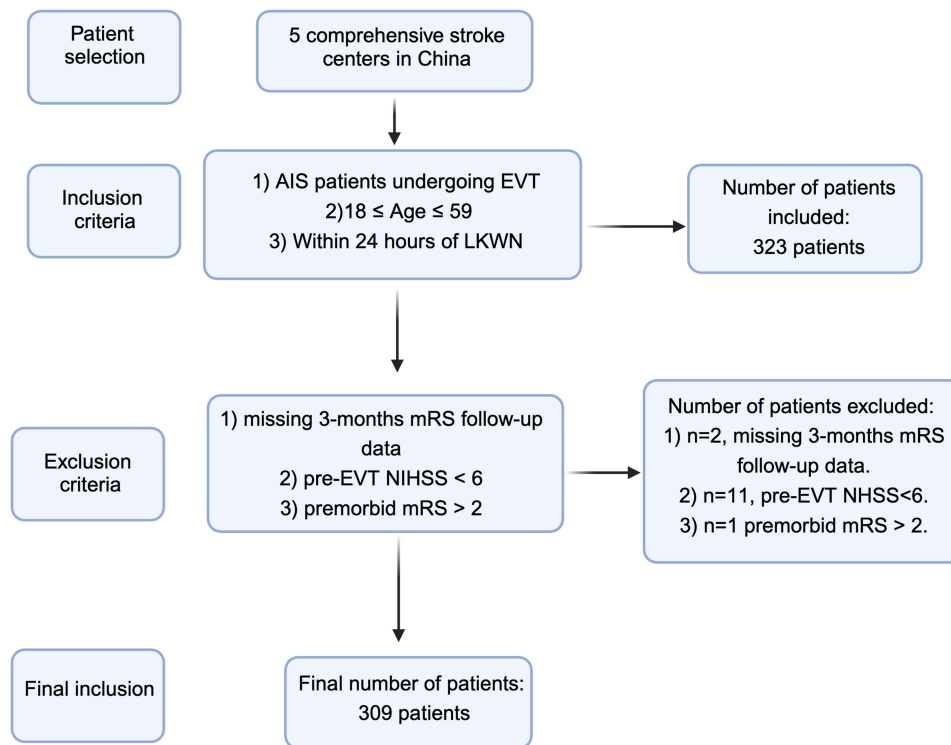 Patient
selection
5 comprehensive stroke
centers in China
Inclusion
criteria
1) AIS patients undergoing EVT
2)18 ≤ Age ≤ 59
3) Within 24 hours of LKWN
Number of patients
included:
323 patients
Exclusion
criteria
1) missing 3-months mRS follow-up
data
2) pre-EVT NIHSS < 6
3) premorbid mRS > 2
Number of patients excluded:
1) n=2, missing 3-months mRS
follow-up data.
2) n=11, pre-EVT NHSS<6.
3) n=1 premorbid mRS > 2.
Final inclusion
Final number of patients:
309 patients